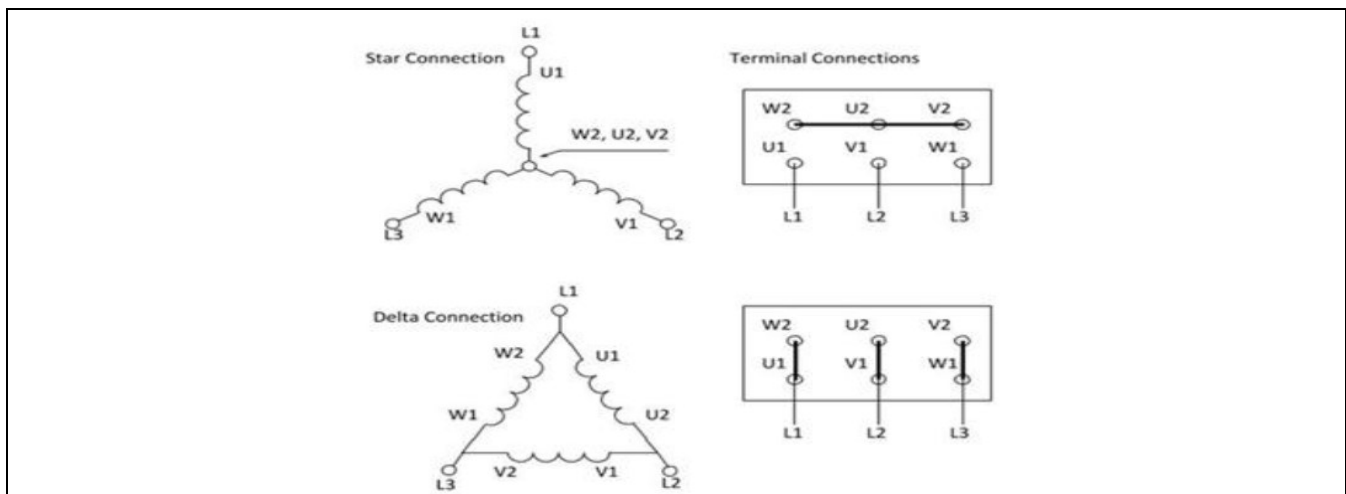 L1
Star Connection
U1
W2, U2, V2
W1
V1
L3
L2
Terminal Connections
W2 U2 V2
U1 V1 W1
L1 L2 L3
L1
Delta Connection
W2 U1
W1 U2
V2 V1
L3 L2
W2 U2 V2
U1 V1 W1
L1 L2 L3